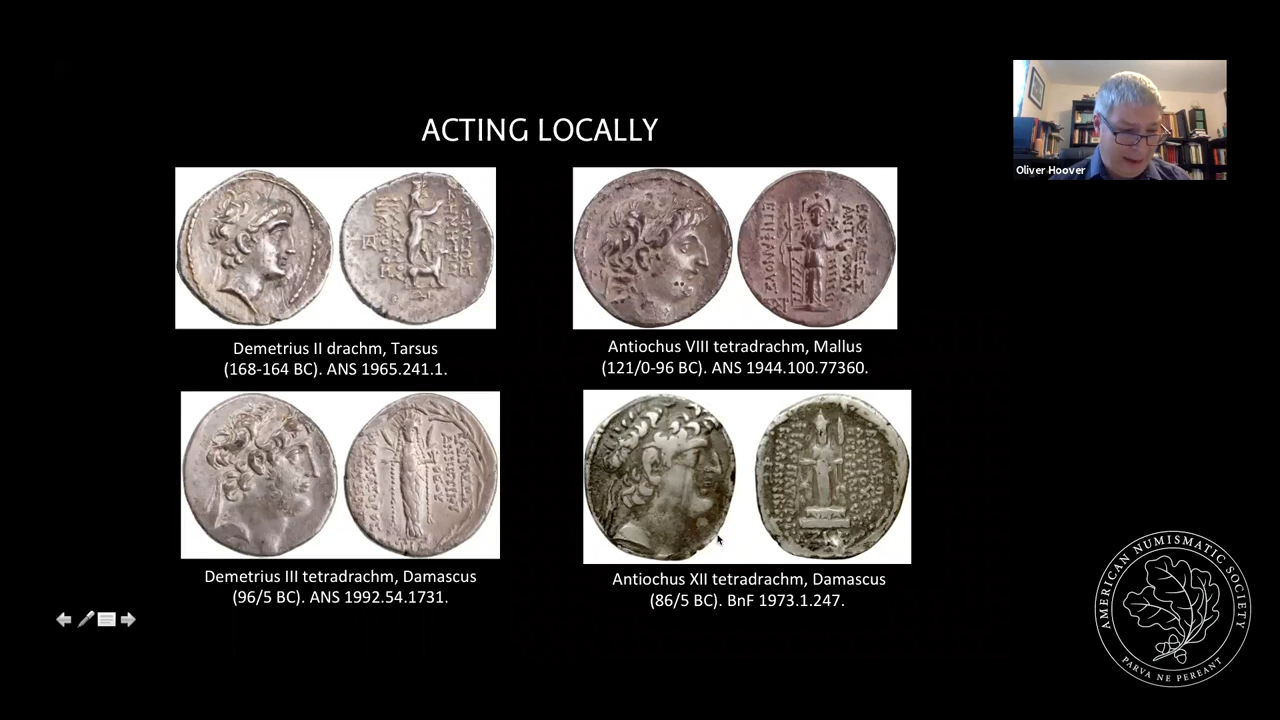 ACTING LOCALLY
Oliver Hoover
Demetrius II drachm, Tarsus
(168-164 BC). ANS 1965.241.1.
Antiochus VIII tetradrachm, Mallus
(121/0-96 BC). ANS 1944.100.77360.
Demetrius III tetradrachm, Damascus
(96/5 BC). ANS 1992.54.1731.
Antiochus XII tetradrachm, Damascus
(86/5 BC). BnF 1973.1.247.
AMERICAN NUMISMATIC SOCIETY
PARVA NE PEREANT